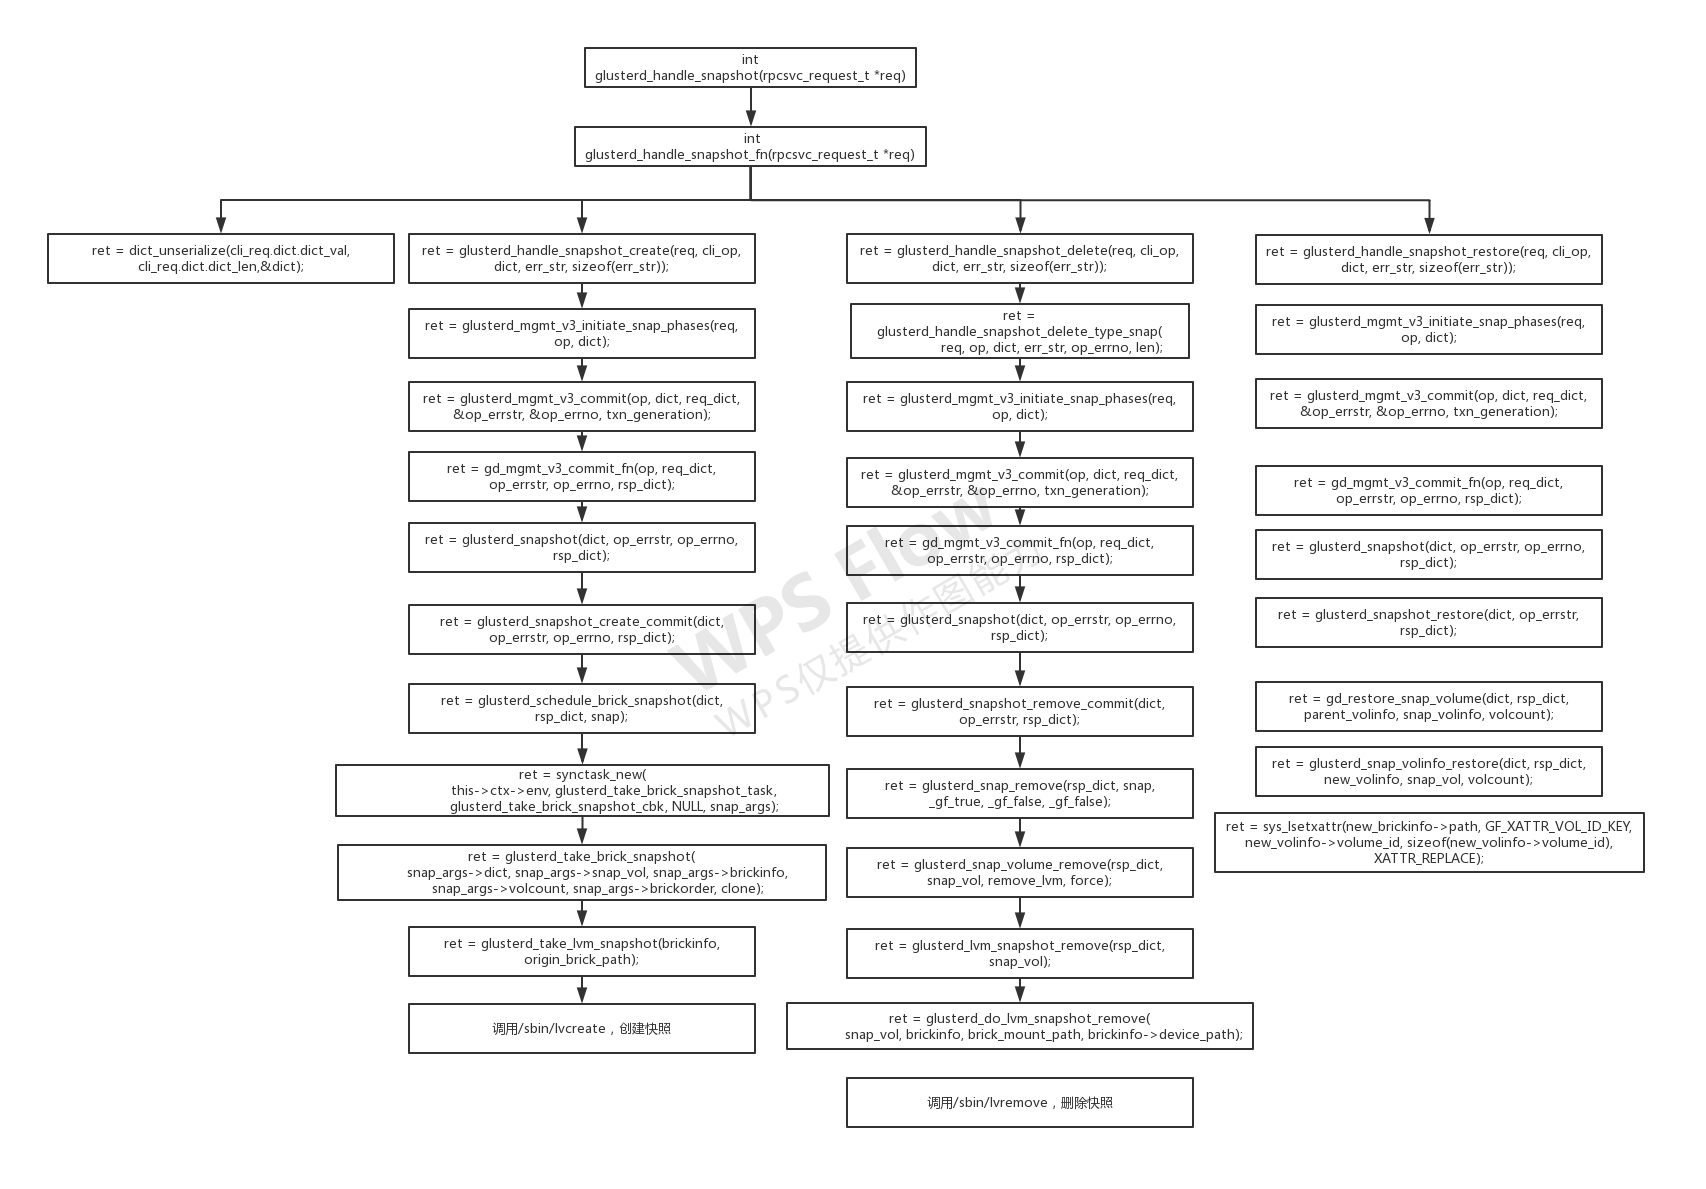 int
glusterd_handle_snapshot(rpcsvc_request_t *req)
int
glusterd_handle_snapshot_fn(rpcsvc_request_t *req)
ret = dict_unserialize(cli_req.dict.dict_val,
cli_req.dict.dict_len,&dict);
ret = glusterd_handle_snapshot_create(req, cli_op,
dict, err_str, sizeof(err_str));
ret = glusterd_mgmt_v3_initiate_snap_phases(req,
op, dict);
ret = glusterd_mgmt_v3_commit(op, dict, req_dict,
&op_errstr, &op_errno, txn_generation);
ret = gd_mgmt_v3_commit_fn(op, req_dict,
op_errstr, op_errno, rsp_dict);
ret = glusterd_snapshot(dict, op_errstr, op_errno,
rsp_dict);
ret = glusterd_snapshot_create_commit(dict,
op_errstr, op_errno, rsp_dict);
ret = glusterd_schedule_brick_snapshot(dict,
rsp_dict, snap);
ret = synctask_new(
this->ctx->env, glusterd_take_brick_snapshot_task,
glusterd_take_brick_snapshot_cbk, NULL, snap_args);
ret = glusterd_take_brick_snapshot(
snap_args->dict, snap_args->snap_vol, snap_args->brickinfo,
snap_args->volcount, snap_args->brickorder, clone);
ret = glusterd_take_lvm_snapshot(brickinfo,
origin_brick_path);
调用/sbin/lvcreate，创建快照
ret = glusterd_handle_snapshot_delete(req, cli_op,
dict, err_str, sizeof(err_str));
ret =
glusterd_handle_snapshot_delete_type_snap(
req, op, dict, err_str, op_errno, len);
ret = glusterd_mgmt_v3_initiate_snap_phases(req,
op, dict);
ret = glusterd_mgmt_v3_commit(op, dict, req_dict,
&op_errstr, &op_errno, txn_generation);
ret = gd_mgmt_v3_commit_fn(op, req_dict,
op_errstr, op_errno, rsp_dict);
ret = glusterd_snapshot(dict, op_errstr, op_errno,
rsp_dict);
ret = glusterd_snapshot_remove_commit(dict,
op_errstr, rsp_dict);
ret = glusterd_snap_remove(rsp_dict, snap,
_gf_true, _gf_false, _gf_false);
ret = glusterd_snap_volume_remove(rsp_dict,
snap_vol, remove_lvm, force);
ret = glusterd_lvm_snapshot_remove(rsp_dict,
snap_vol);
ret = glusterd_do_lvm_snapshot_remove(
snap_vol, brickinfo, brick_mount_path, brickinfo->device_path);
调用/sbin/lvremove，删除快照
ret = glusterd_handle_snapshot_restore(req, cli_op,
dict, err_str, sizeof(err_str));
ret = glusterd_mgmt_v3_initiate_snap_phases(req,
op, dict);
ret = glusterd_mgmt_v3_commit(op, dict, req_dict,
&op_errstr, &op_errno, txn_generation);
ret = gd_mgmt_v3_commit_fn(op, req_dict,
op_errstr, op_errno, rsp_dict);
ret = glusterd_snapshot(dict, op_errstr, op_errno,
rsp_dict);
ret = glusterd_snapshot_restore(dict, op_errstr,
rsp_dict);
ret = gd_restore_snap_volume(dict, rsp_dict,
parent_volinfo, snap_volinfo, volcount);
ret = glusterd_snap_volinfo_restore(dict, rsp_dict,
new_volinfo, snap_vol, volcount);
ret = sys_lsetxattr(new_brickinfo->path, GF_XATTR_VOL_ID_KEY,
new_volinfo->volume_id, sizeof(new_volinfo->volume_id),
XATTR_REPLACE);
WPS Flow
WPS仅提供作图能力